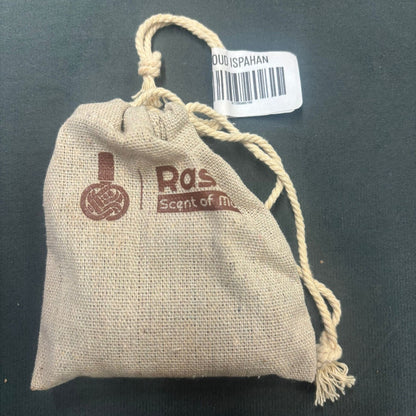 OUD ISPAHAN
Ras
Scent of M